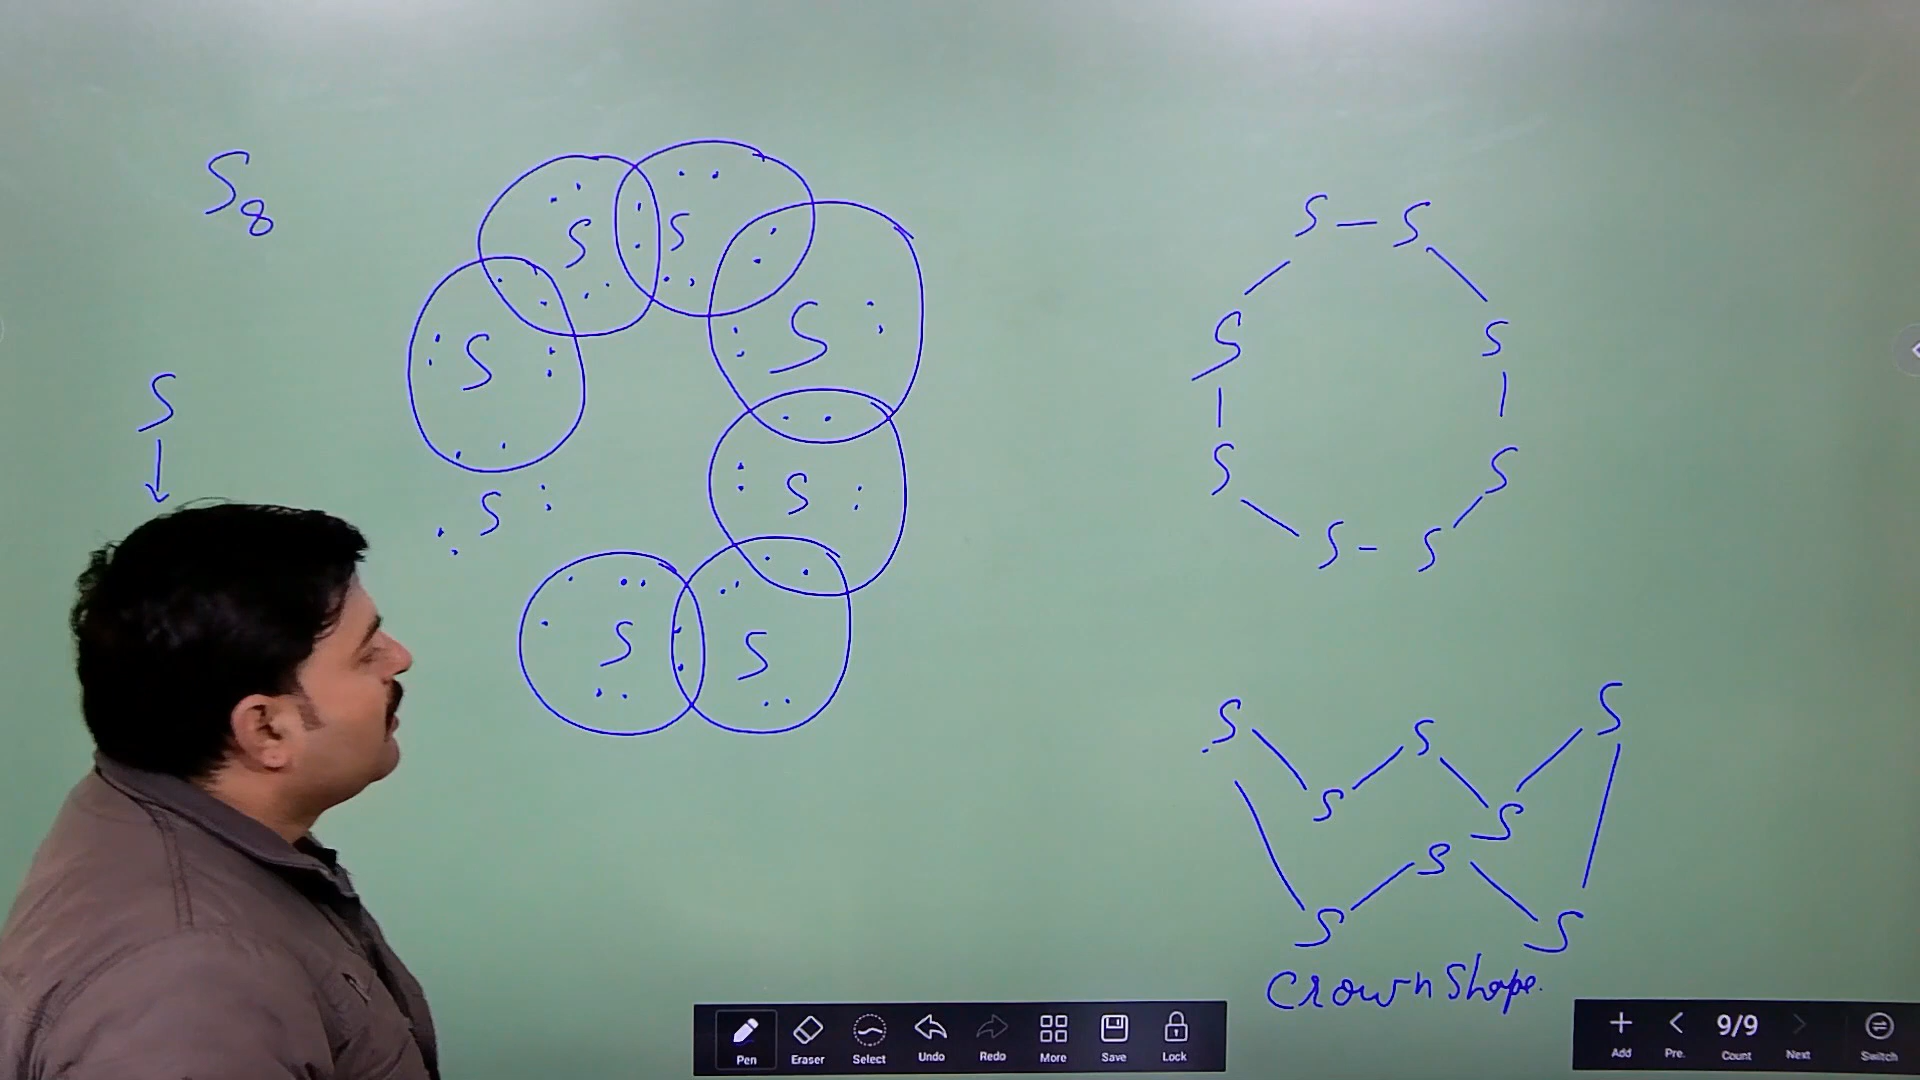 S8
S
S S
S S
S S
S S
S — S
S S
S S
S - S
S S S
S S
S
S S
Crown Shape.
Pen Eraser Select Undo Redo More Save Lock
Add Pre. 9/9 Count Next Switch